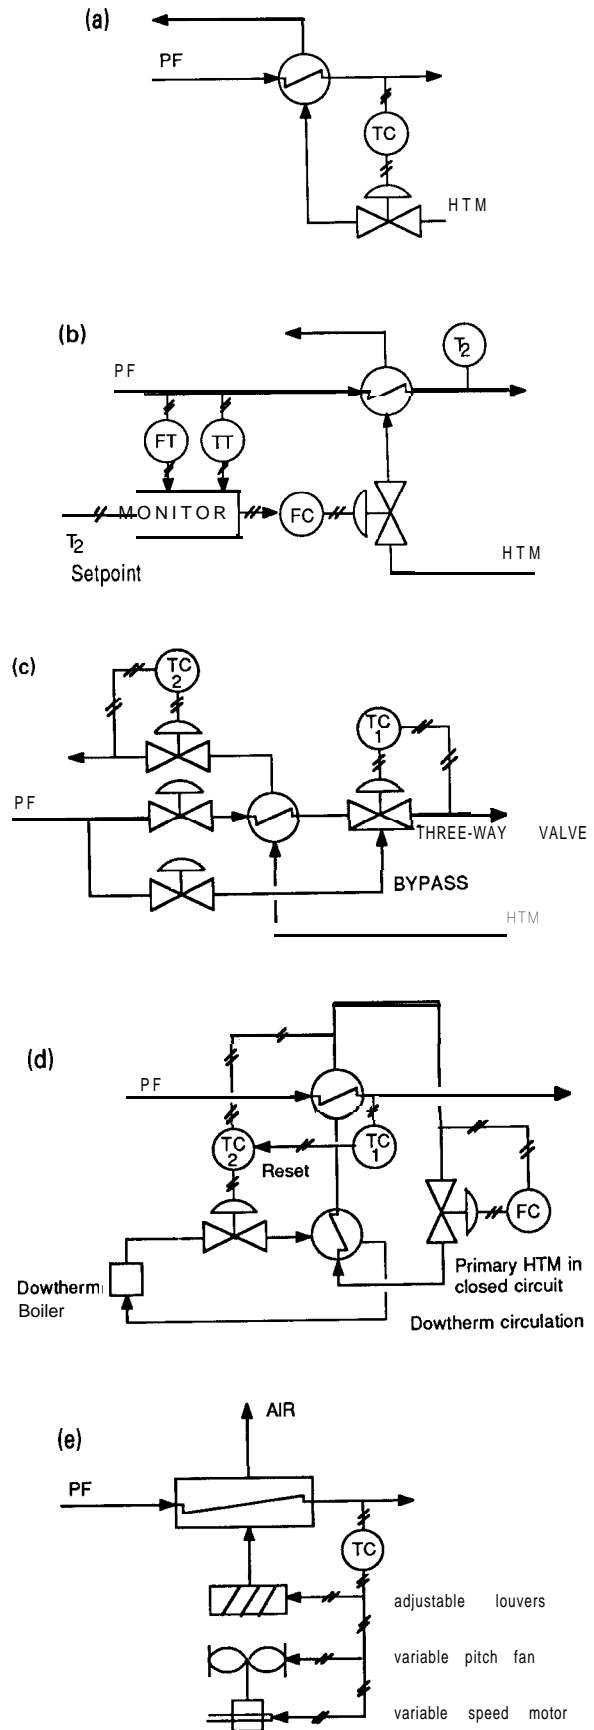 (a)
PF
TC
HTM
(b)
T2
PF
FT
TT
MONITOR
FC
T2
Setpoint
HTM
(c)
TC
2
TC
1
PF
THREE-WAY VALVE
BYPASS
HTM
(d)
PF
TC
2
TC
1
Reset
FC
Primary HTM in
closed circuit
Dowtherm
Boiler
Dowtherm circulation
(e)
AIR
PF
TC
adjustable louvers
variable pitch fan
variable speed motor